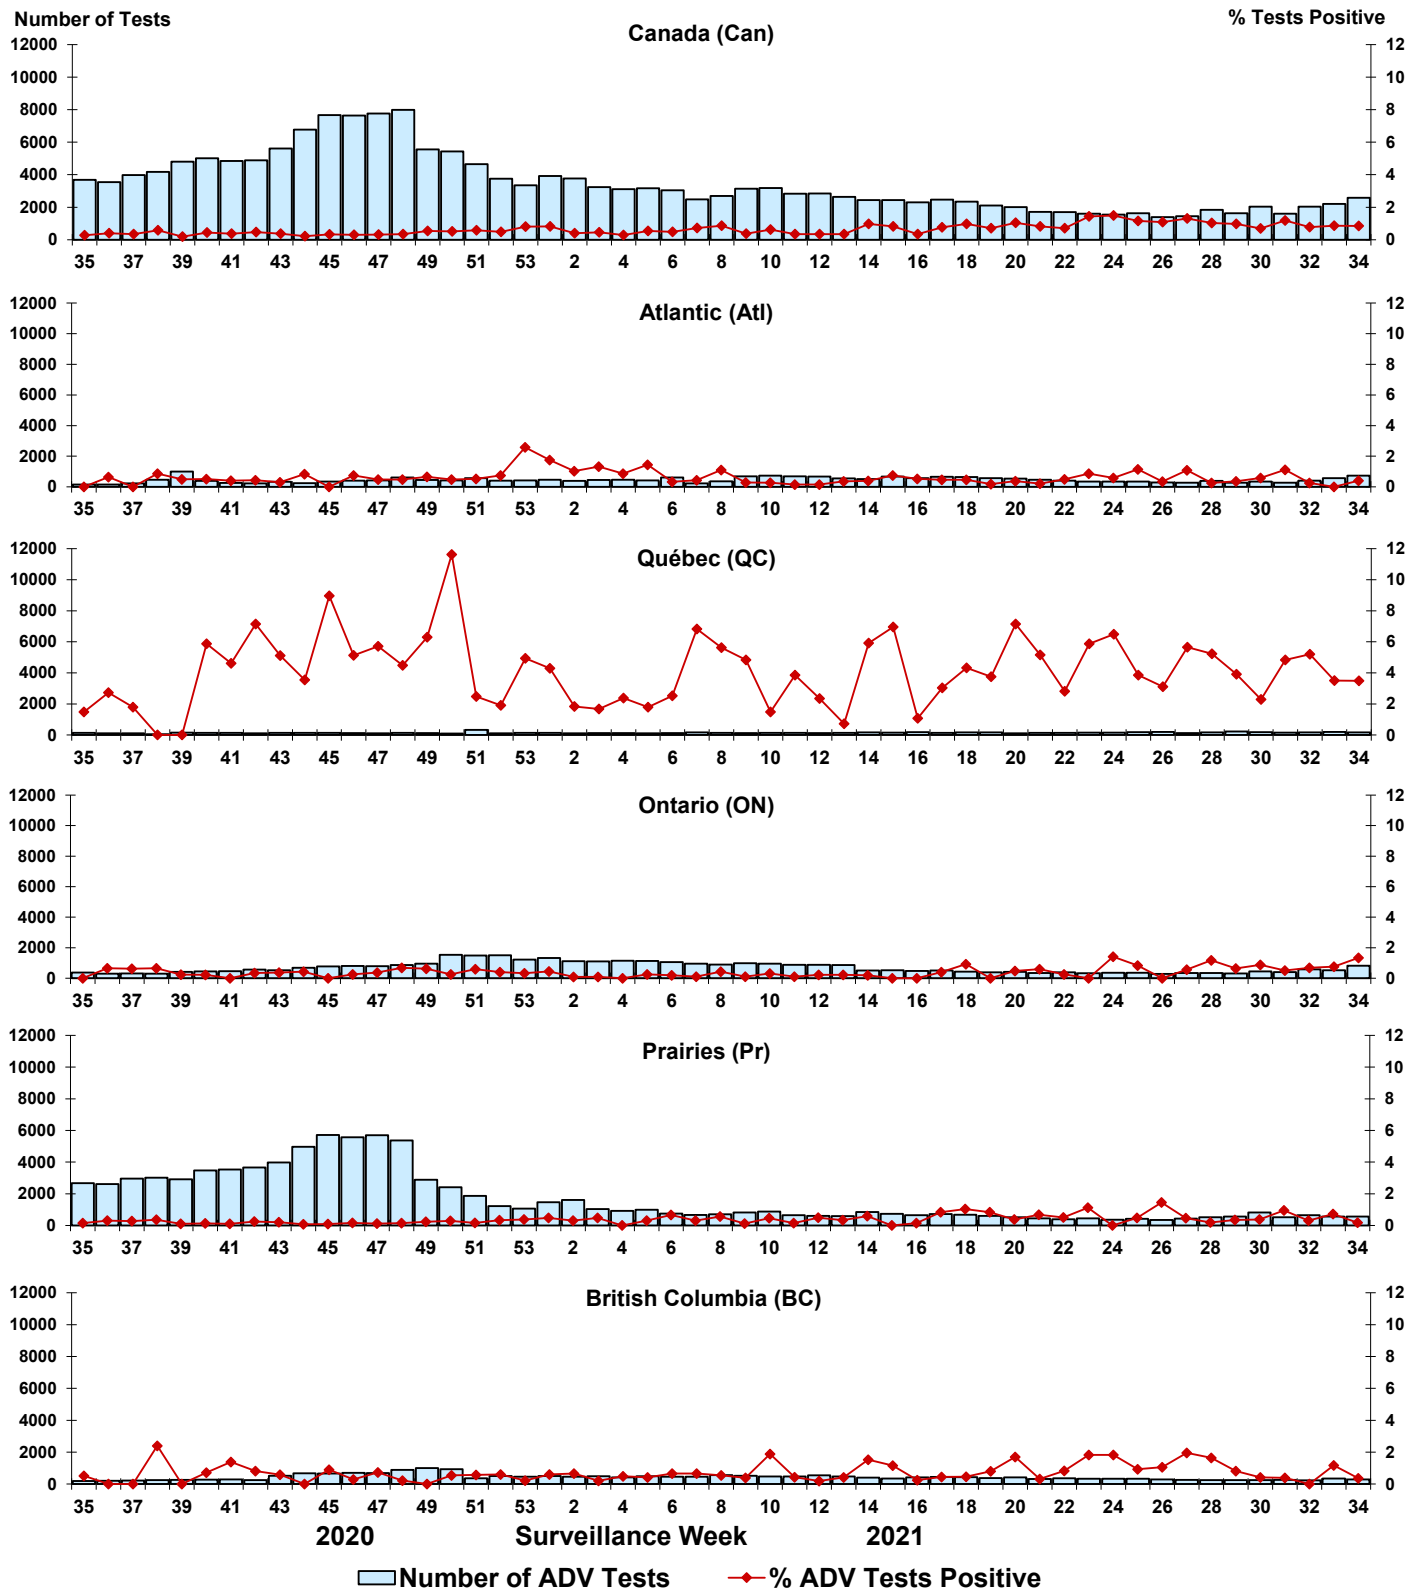 Number of Tests % Tests Positive
Canada (Can)
12000 12
10000 10
8000 8
6000 6
4000 4
2000 2
0 0
35 37 39 41 43 45 47 49 51 53 2 4 6 8 10 12 14 16 18 20 22 24 26 28 30 32 34
Atlantic (Atl)
12000 12
10000 10
8000 8
6000 6
4000 4
2000 2
0 0
35 37 39 41 43 45 47 49 51 53 2 4 6 8 10 12 14 16 18 20 22 24 26 28 30 32 34
Québec (QC)
12000 12
10000 10
8000 8
6000 6
4000 4
2000 2
0 0
35 37 39 41 43 45 47 49 51 53 2 4 6 8 10 12 14 16 18 20 22 24 26 28 30 32 34
Ontario (ON)
12000 12
10000 10
8000 8
6000 6
4000 4
2000 2
0 0
35 37 39 41 43 45 47 49 51 53 2 4 6 8 10 12 14 16 18 20 22 24 26 28 30 32 34
Prairies (Pr)
12000 12
10000 10
8000 8
6000 6
4000 4
2000 2
0 0
35 37 39 41 43 45 47 49 51 53 2 4 6 8 10 12 14 16 18 20 22 24 26 28 30 32 34
British Columbia (BC)
12000 12
10000 10
8000 8
6000 6
4000 4
2000 2
0 0
35 37 39 41 43 45 47 49 51 53 2 4 6 8 10 12 14 16 18 20 22 24 26 28 30 32 34
2020 Surveillance Week 2021
Number of ADV Tests % ADV Tests Positive